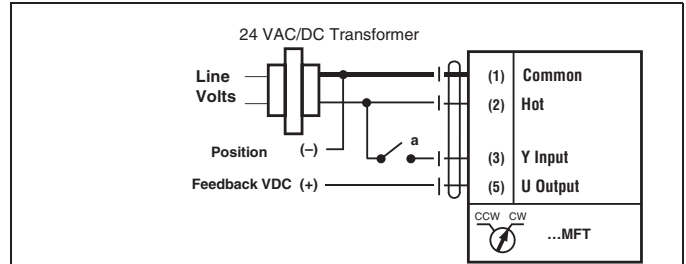 24 VAC/DC Transformer
Line
Volts
(1) Common
(2) Hot
a
Position (–)
(3) Y Input
Feedback VDC (+)
(5) U Output
CCW CW
...MFT